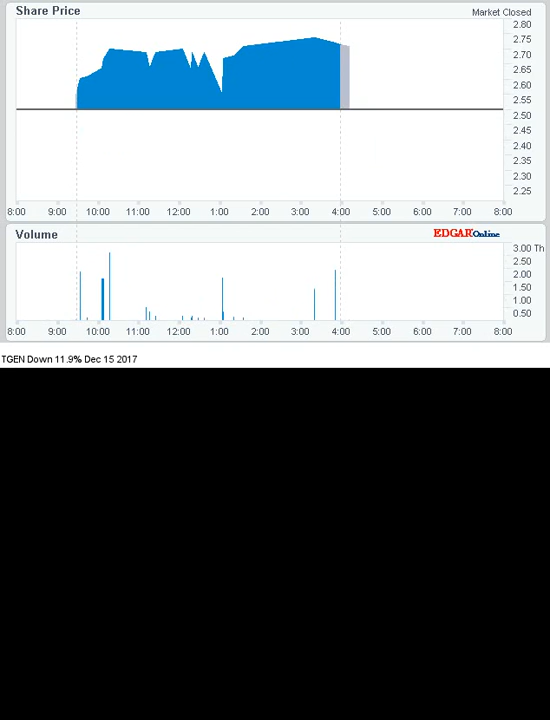 Share Price
Market Closed
2.80
2.75
2.70
2.65
2.60
2.55
2.50
2.45
2.40
2.35
2.30
2.25
8:00 9:00 10:00 11:00 12:00 1:00 2:00 3:00 4:00 5:00 6:00 7:00 8:00
Volume
EDGAR Online
3.00 Th
2.50
2.00
1.50
1.00
0.50
8:00 9:00 10:00 11:00 12:00 1:00 2:00 3:00 4:00 5:00 6:00 7:00 8:00
TGEN Down 11.9% Dec 15 2017